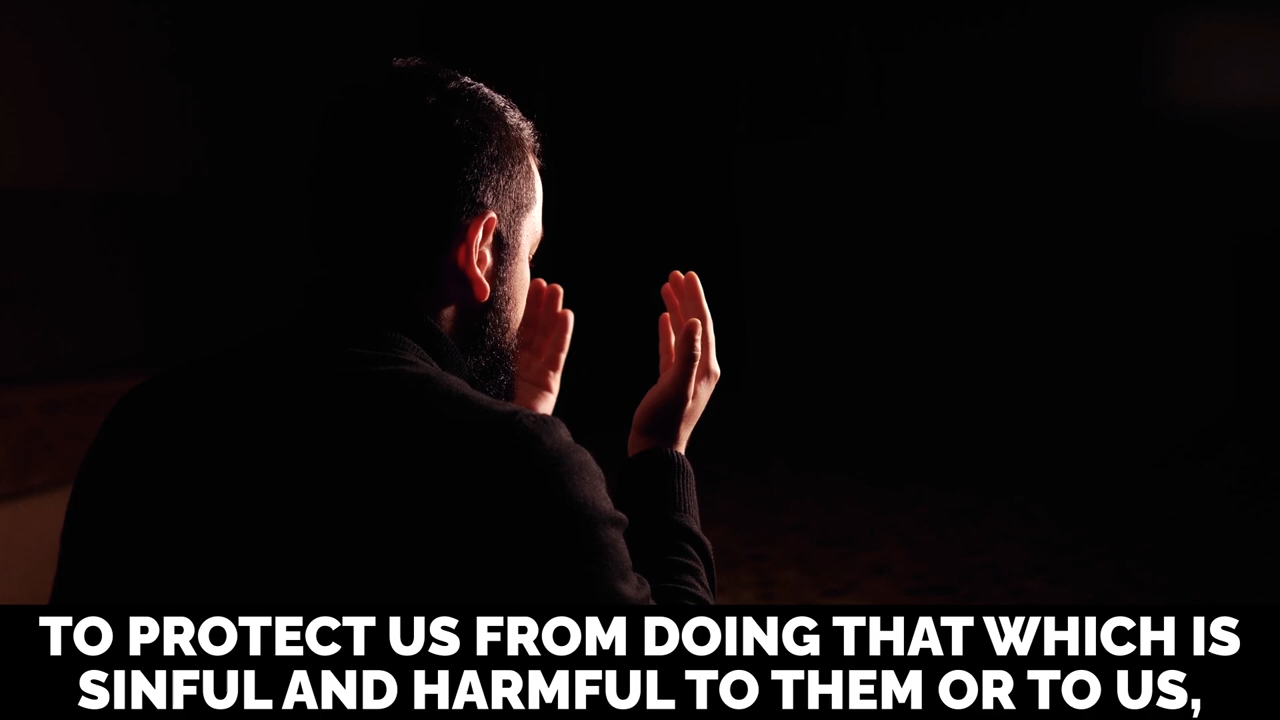 TO PROTECT US FROM DOING THAT WHICH IS
SINFUL AND HARMFUL TO THEM OR TO US,